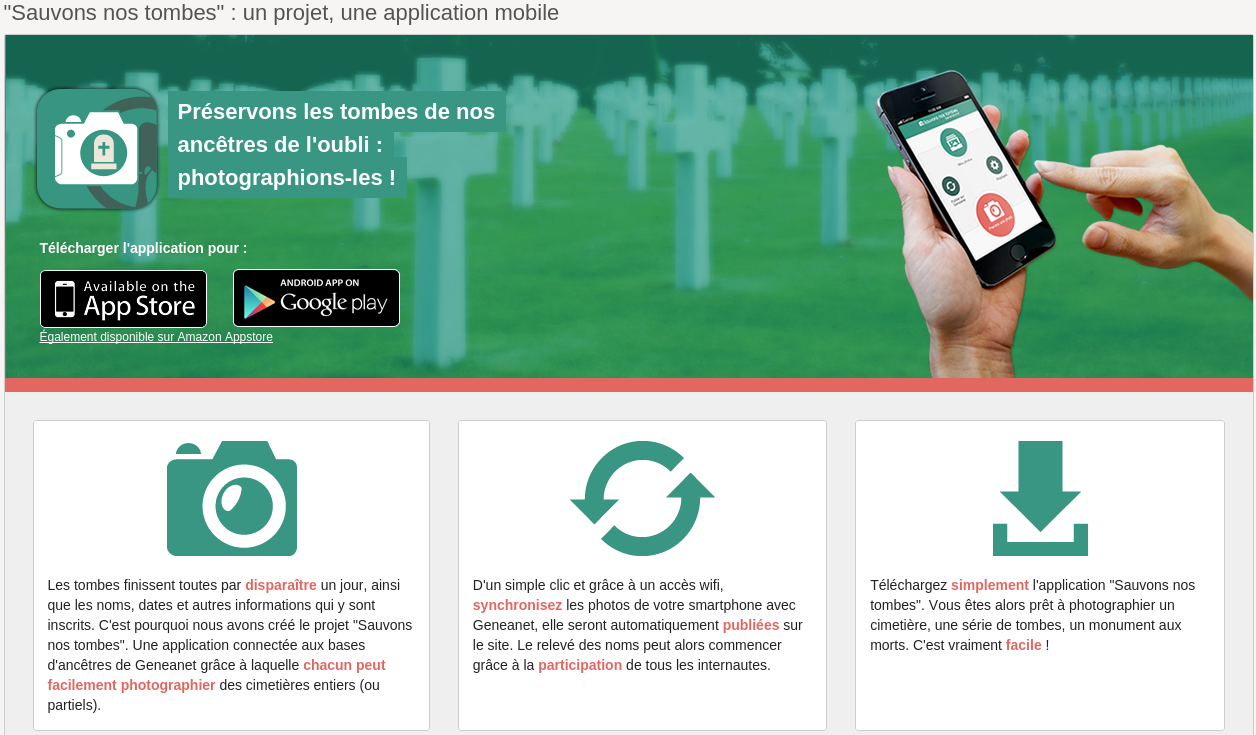 "Sauvons nos tombes" : un projet, une application mobile
Préservons les tombes de nos
ancêtres de l'oubli :
photographions-les !
Télécharger l'application pour :
Available on the
App Store
ANDROID APP ON
Google play
Également disponible sur Amazon Appstore
Les tombes finissent toutes par disparaître un jour, ainsi
que les noms, dates et autres informations qui y sont
inscrits. C'est pourquoi nous avons créé le projet "Sauvons
nos tombes". Une application connectée aux bases
d'ancêtres de Geneanet grâce à laquelle chacun peut
facilement photographier des cimetières entiers (ou
partiels).
D'un simple clic et grâce à un accès wifi,
synchronisez les photos de votre smartphone avec
Geneanet, elle seront automatiquement publiées sur
le site. Le relevé des noms peut alors commencer
grâce à la participation de tous les internautes.
Téléchargez simplement l'application "Sauvons nos
tombes". Vous êtes alors prêt à photographier un
cimetière, une série de tombes, un monument aux
morts. C'est vraiment facile !